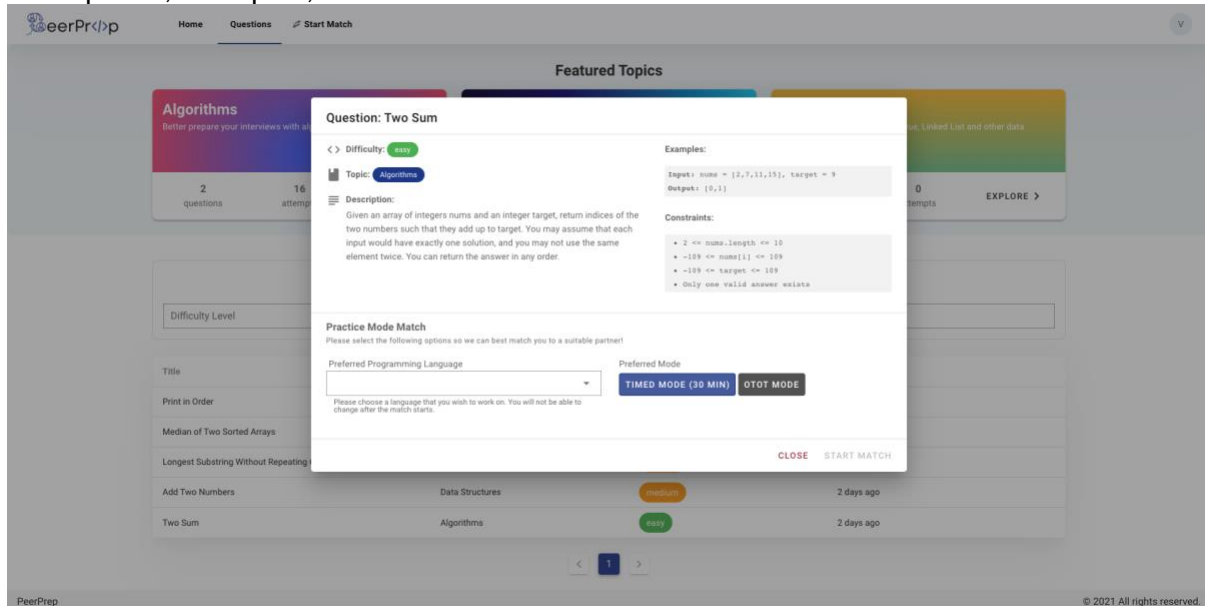 PeerPr</>p
Home Questions Start Match
V
Featured Topics
Algorithms
Better prepare your interviews with
2
questions
16
0
EXPLORE >
Linked List and other data
Question: Two Sum
<> Difficulty: easy
Topic: Algorithms
Description:
Given an array of integers nums and an integer target, return indices of the
two numbers such that they add up to target. You may assume that each
input would have exactly one solution, and you may not use the same
element twice. You can return the answer in any order.
Examples:
Input: nums = [2,7,11,15], target = 9
Output: [0,1]
Constraints:
• 2 <= nums.length <= 10
• -109 <= nums[i] <= 109
• -109 <= target <= 109
• Only one valid answer exists
Practice Mode Match
Please select the following options so we can best match you to a suitable partner!
Preferred Programming Language
Please choose a language that you wish to work on. You will not be able to
change after the match starts.
Preferred Mode
TIMED MODE (30 MIN) OTOT MODE
CLOSE START MATCH
Difficulty Level
Title
Print in Order
Median of Two Sorted Arrays
Longest Substring Without Repeating
Add Two Numbers Data Structures medium 2 days ago
Two Sum Algorithms easy 2 days ago
< 1 >
PeerPrep
© 2021 All rights reserved.